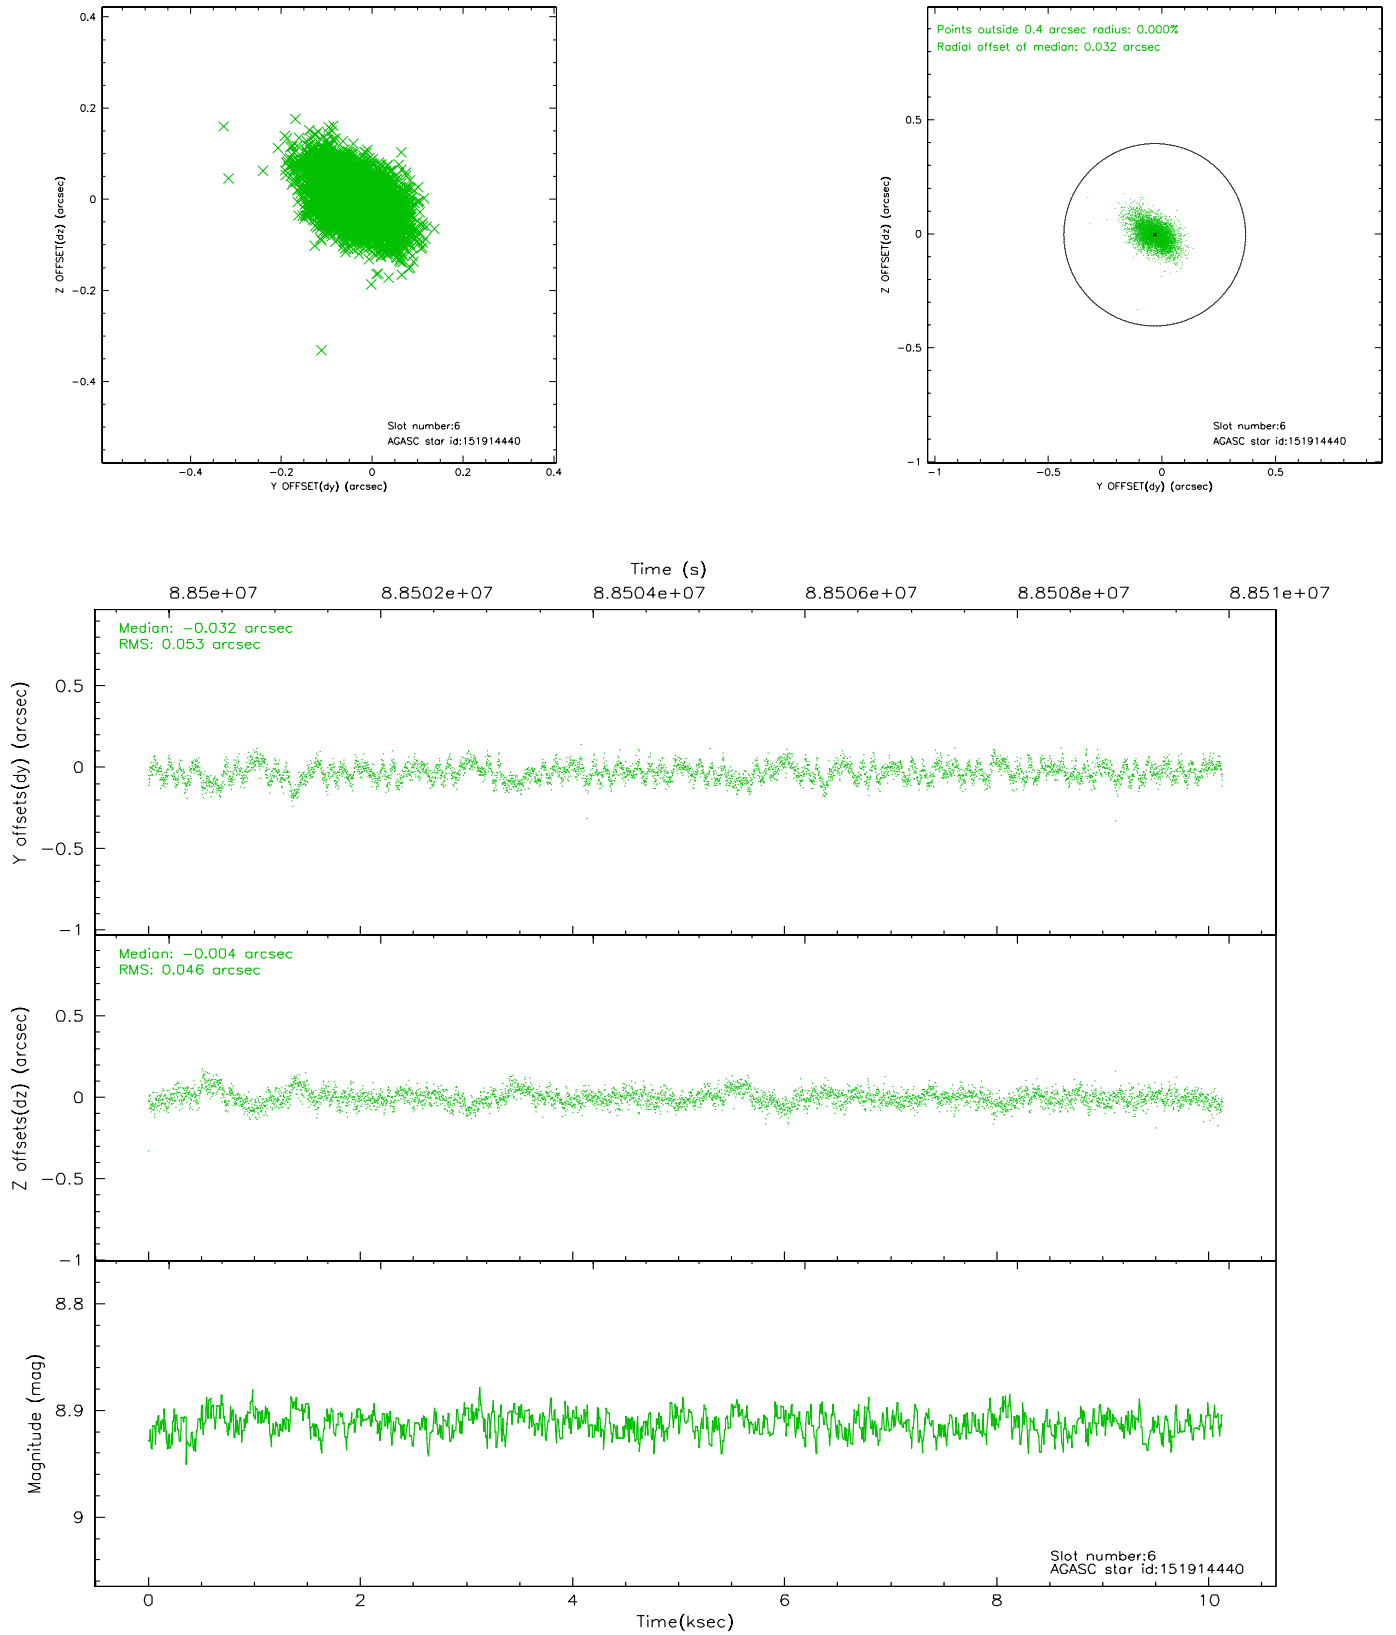 0.4
0.2
0
−0.2
−0.4
Z OFFSET(dz) (arcsec)
Slot number:6
AGASC star id:151914440
−0.4
−0.2
0
0.2
0.4
Y OFFSET(dy) (arcsec)
Points outside 0.4 arcsec radius: 0.000%
Radial offset of median: 0.032 arcsec
0.5
0
−0.5
−1
Z OFFSET(dz) (arcsec)
Slot number:6
AGASC star id:151914440
−1
−0.5
0
0.5
Y OFFSET(dy) (arcsec)
Time (s)
8.85e+07
8.8502e+07
8.8504e+07
8.8506e+07
8.8508e+07
8.851e+07
Median: −0.032 arcsec
RMS: 0.053 arcsec
0.5
0
−0.5
−1
Y offsets(dy) (arcsec)
Median: −0.004 arcsec
RMS: 0.046 arcsec
0.5
0
−0.5
−1
Z offsets(dz) (arcsec)
8.8
8.9
9
Magnitude (mag)
Slot number:6
AGASC star id:151914440
0
2
4
6
8
10
Time(ksec)